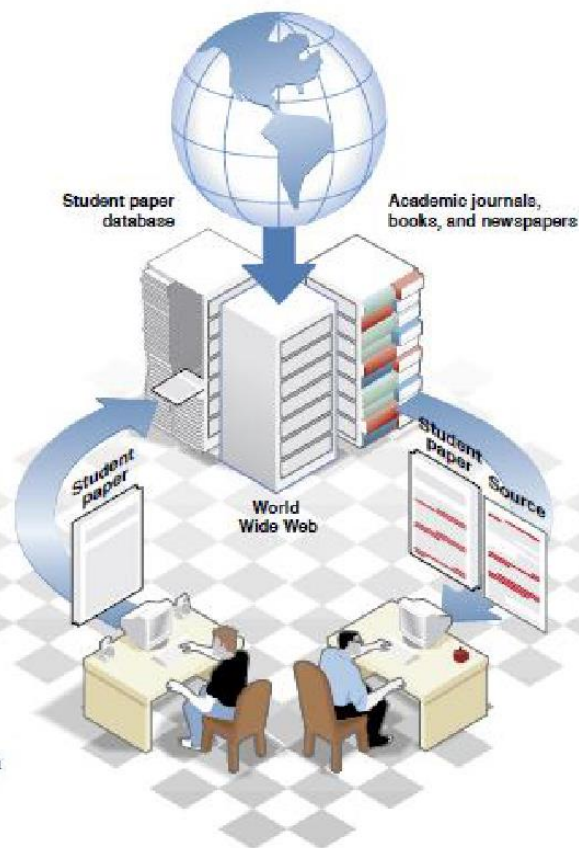 Student paper
database
Academic journals,
books, and newspapers
Student
paper
Student
paper
Source
World
Wide Web